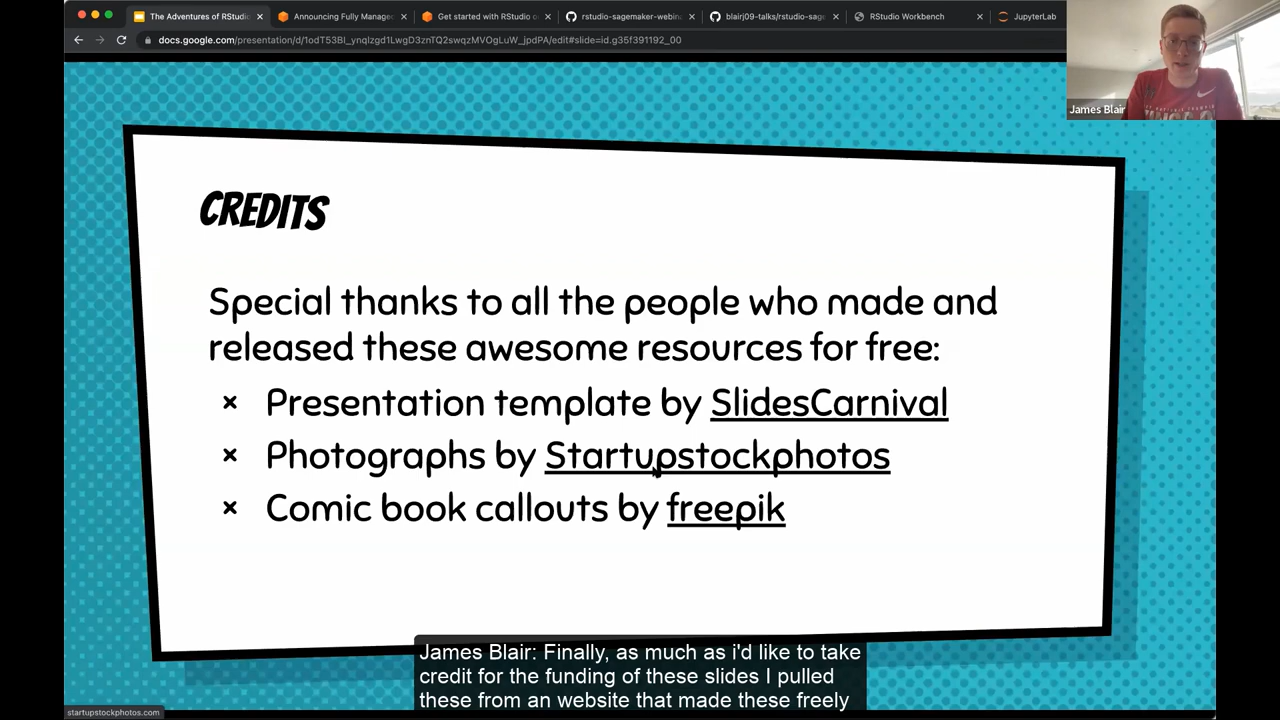 The Adventures of RStudi
Announcing Fully Manage
Get started with RStudio o
rstudio-sagemaker-webina
blairj09-talks/rstudio-sage
RStudio Workbench
JupyterLab
docs.google.com/presentation/d/1odT53BI_ynqlzgd1LwgD3znTQ2swqzMVOgLuW_jpdPA/edit#slide=id.g35f391192_00
James Blair
CREDITS
Special thanks to all the people who made and
released these awesome resources for free:
× Presentation template by SlidesCarnival
× Photographs by Startupstockphotos
× Comic book callouts by freepik
James Blair: Finally, as much as i'd like to take
credit for the funding of these slides I pulled
these from an website that made these freely
startupstockphotos.com